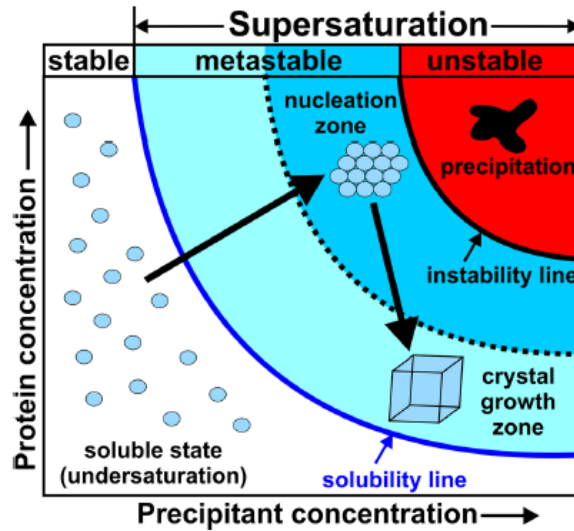 Supersaturation
stable
metastable
unstable
nucleation
zone
precipitation
instability line
crystal
growth
zone
soluble state
(undersaturation)
solubility line
Protein concentration
Precipitant concentration